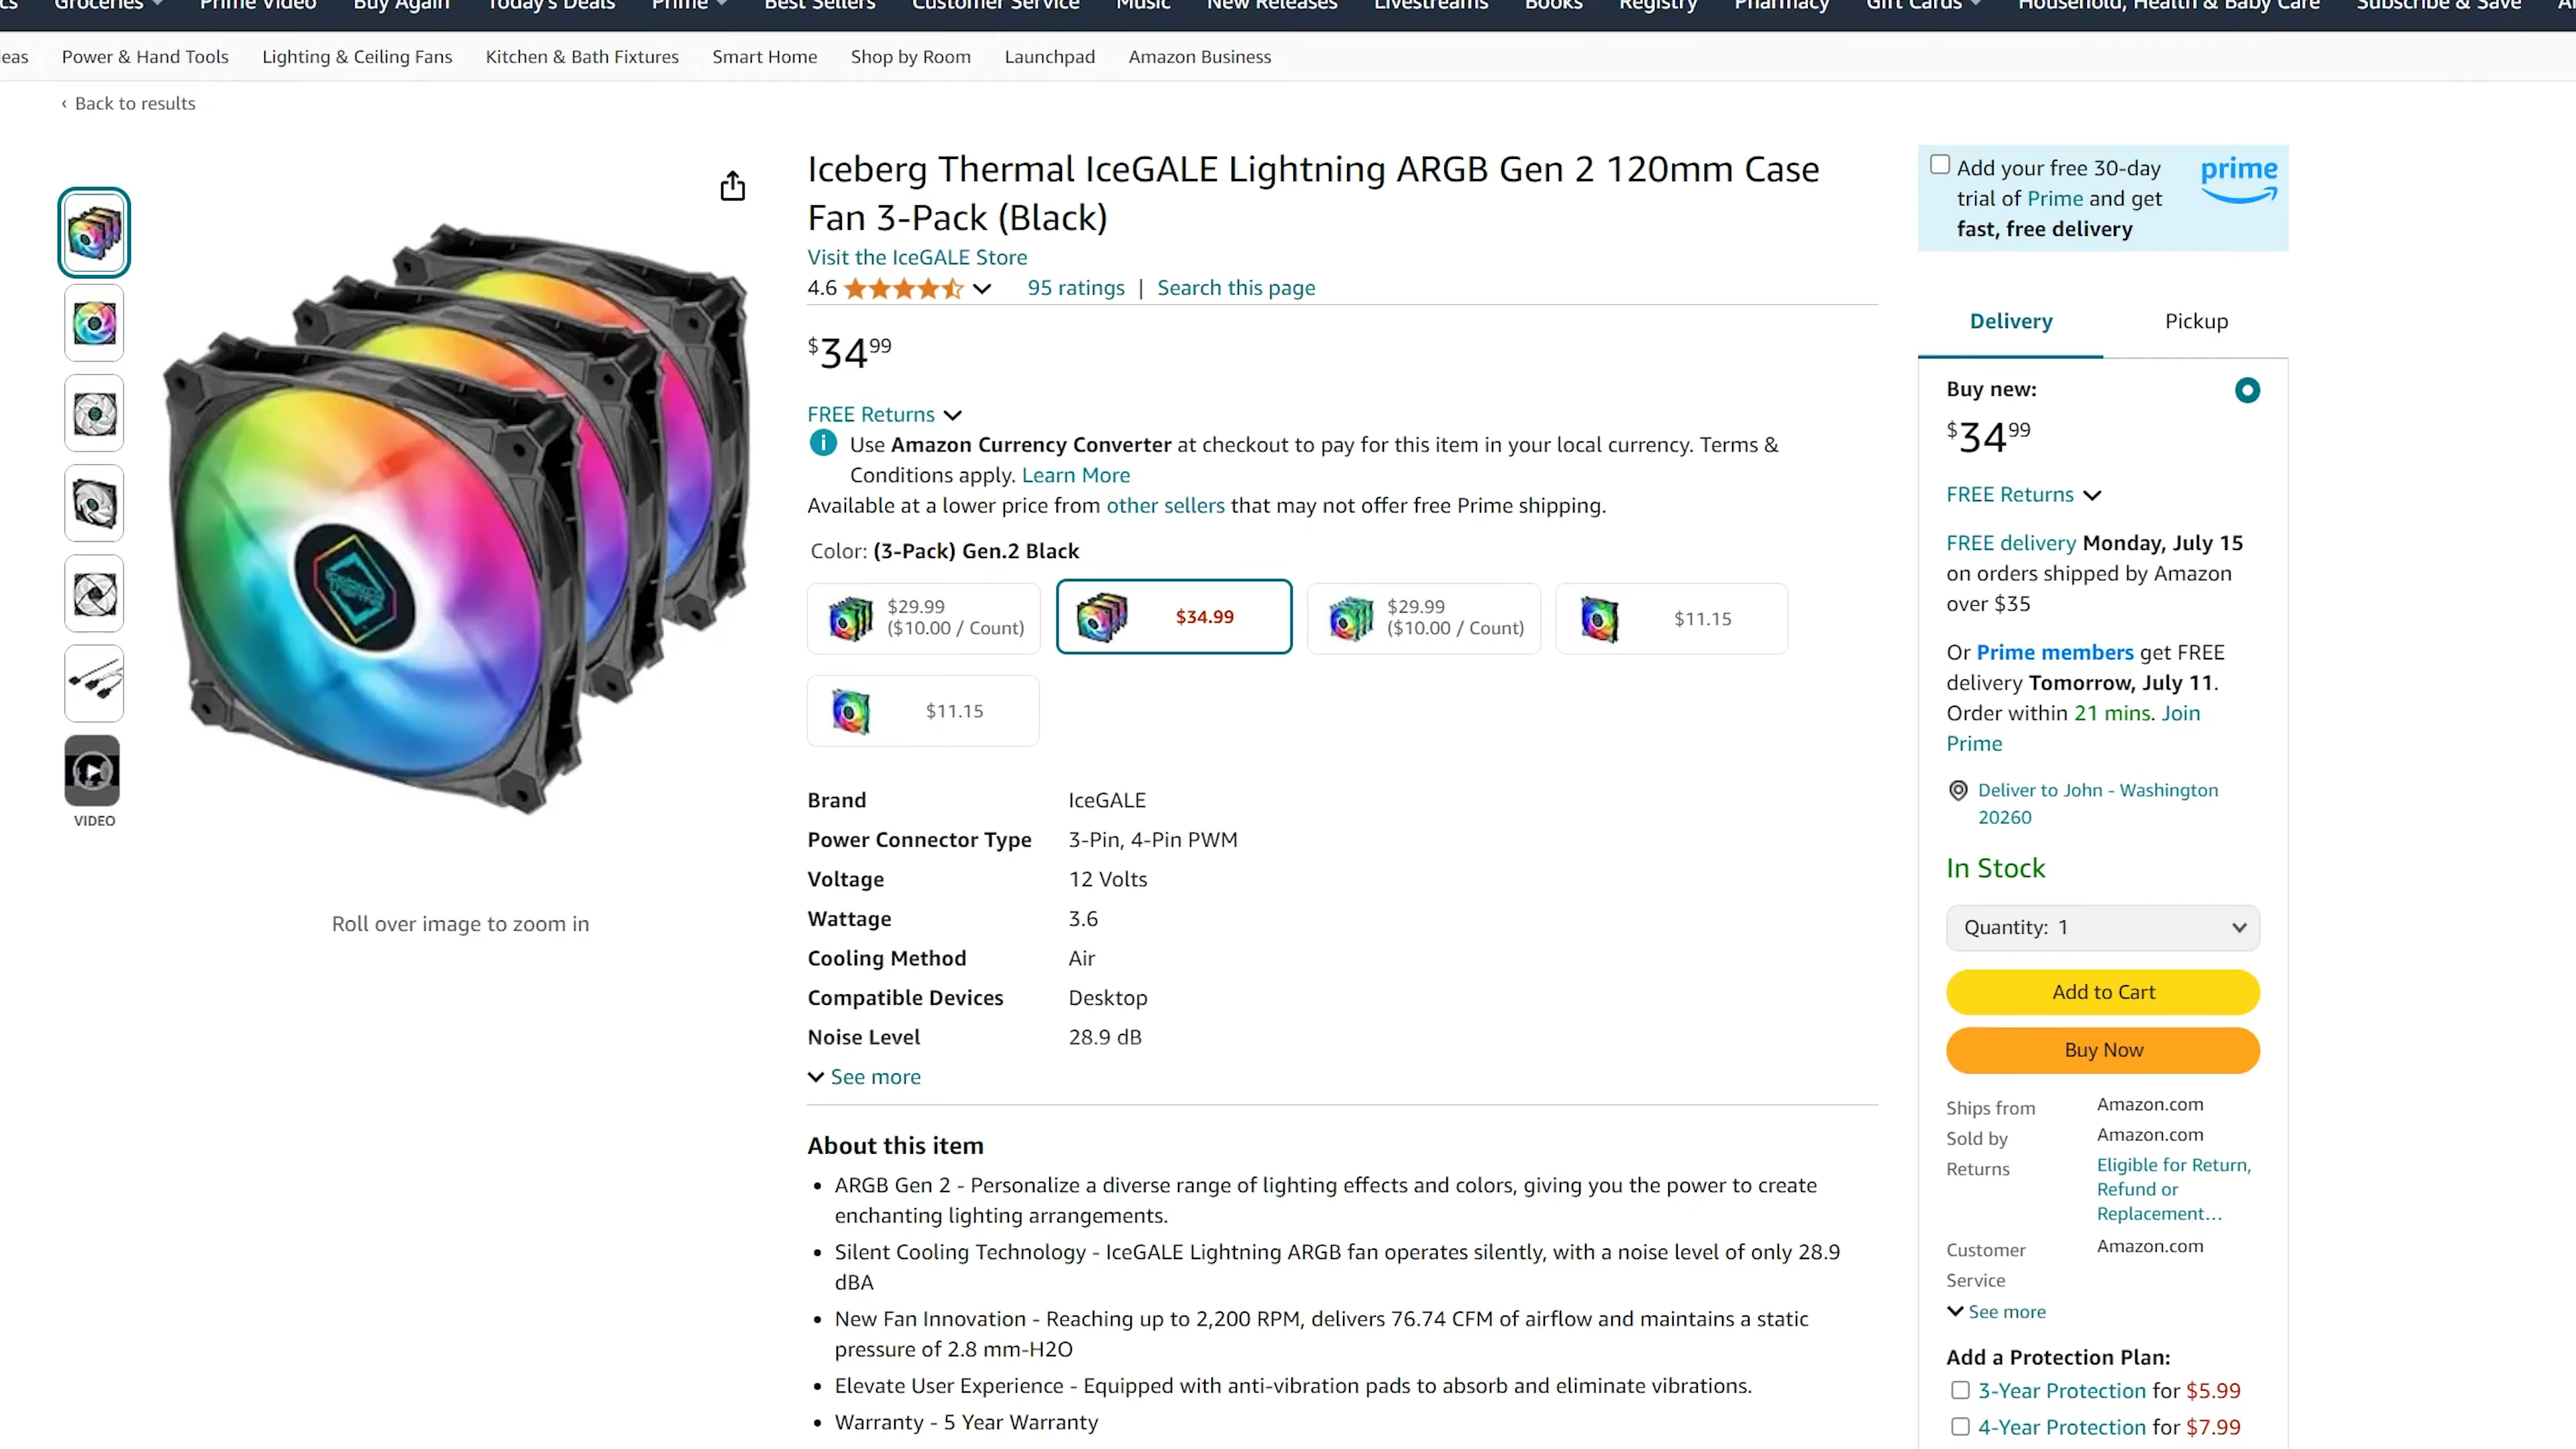 Groceries
Prime Video
Buy Again
Today's Deals
Prime
Best Sellers
Customer Service
Music
New Releases
Livestreams
Books
Registry
Pharmacy
Gift Cards
Household, Health & Baby Care
Subscribe & Save
Power & Hand Tools
Lighting & Ceiling Fans
Kitchen & Bath Fixtures
Smart Home
Shop by Room
Launchpad
Amazon Business
‹ Back to results
VIDEO
Roll over image to zoom in
Iceberg Thermal IceGALE Lightning ARGB Gen 2 120mm Case
Fan 3-Pack (Black)
Visit the IceGALE Store
4.6
95 ratings | Search this page
$34 99
FREE Returns
Use Amazon Currency Converter at checkout to pay for this item in your local currency. Terms &
Conditions apply. Learn More
Available at a lower price from other sellers that may not offer free Prime shipping.
Color: (3-Pack) Gen.2 Black
$29.99
($10.00 / Count)
$34.99
$29.99
($10.00 / Count)
$11.15
$11.15
Brand IceGALE
Power Connector Type 3-Pin, 4-Pin PWM
Voltage 12 Volts
Wattage 3.6
Cooling Method Air
Compatible Devices Desktop
Noise Level 28.9 dB
See more
About this item
• ARGB Gen 2 - Personalize a diverse range of lighting effects and colors, giving you the power to create
enchanting lighting arrangements.
• Silent Cooling Technology - IceGALE Lightning ARGB fan operates silently, with a noise level of only 28.9
dBA
• New Fan Innovation - Reaching up to 2,200 RPM, delivers 76.74 CFM of airflow and maintains a static
pressure of 2.8 mm-H2O
• Elevate User Experience - Equipped with anti-vibration pads to absorb and eliminate vibrations.
• Warranty - 5 Year Warranty
Add your free 30-day
trial of Prime and get
fast, free delivery
prime
Delivery
Pickup
Buy new:
$34 99
FREE Returns
FREE delivery Monday, July 15
on orders shipped by Amazon
over $35
Or Prime members get FREE
delivery Tomorrow, July 11.
Order within 21 mins. Join
Prime
Deliver to John - Washington
20260
In Stock
Quantity: 1
Add to Cart
Buy Now
Ships from Amazon.com
Sold by Amazon.com
Returns Eligible for Return,
Refund or
Replacement…
Customer Amazon.com
Service
See more
Add a Protection Plan:
3-Year Protection for $5.99
4-Year Protection for $7.99